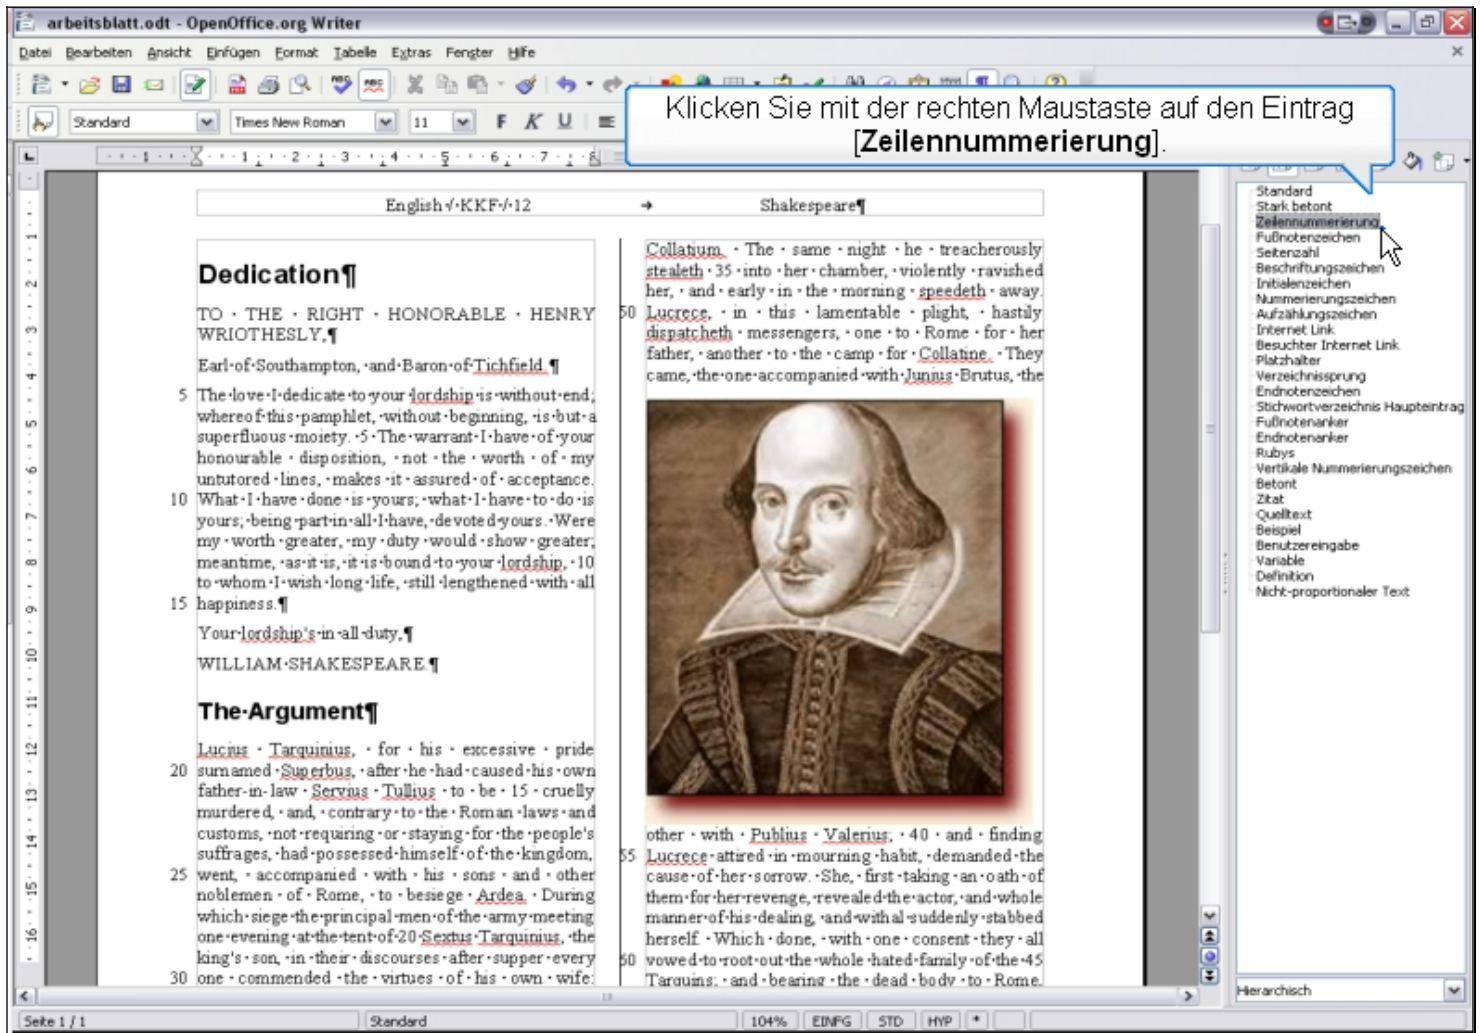 arbeitsblatt.odt - OpenOffice.org Writer
Datei Bearbeiten Ansicht Einfügen Format Tabelle Extras Fenster Hilfe
Standard Times New Roman 11 F K U
Klicken Sie mit der rechten Maustaste auf den Eintrag
[Zeilennummerierung].
English·/·KKF·/·12 → Shakespeare¶
Dedication¶
TO · THE · RIGHT · HONORABLE · HENRY
WRIOTHESLY,¶
Earl·of·Southampton,·and·Baron·of·Tichfield.¶
5 The·love·I·dedicate·to·your·lordship·is·without·end;
whereof·this·pamphlet,·without·beginning,·is·but·a
superfluous·moiety.·5·The·warrant·I·have·of·your
honourable·disposition,·not·the·worth·of·my
untutored·lines,·makes·it·assured·of·acceptance.
10 What·I·have·done·is·yours;·what·I·have·to·do·is
yours;·being·part·in·all·I·have,·devoted·yours.·Were
my·worth·greater,·my·duty·would·show·greater;
meantime,·as·it·is,·it·is·bound·to·your·lordship,·10
to·whom·I·wish·long·life,·still·lengthened·with·all
15 happiness.¶
Your·lordship's·in·all·duty,¶
WILLIAM·SHAKESPEARE.¶
The·Argument¶
Lucius·Tarquinius,·for·his·excessive·pride
20 surnamed·Superbus,·after·he·had·caused·his·own
father-in-law·Servius·Tullius·to·be·15·cruelly
murdered,·and,·contrary·to·the·Roman·laws·and
customs,·not·requiring·or·staying·for·the·people's
suffrages,·had·possessed·himself·of·the·kingdom,
25 went,·accompanied·with·his·sons·and·other
noblemen·of·Rome,·to·besiege·Ardea.·During
which·siege·the·principal·men·of·the·army·meeting
one·evening·at·the·tent·of·20·Sextus·Tarquinius,·the
king's·son,·in·their·discourses·after·supper·every
30 one·commended·the·virtues·of·his·own·wife:
Collatium.·The·same·night·he·treacherously
stealeth·35·into·her·chamber,·violently·ravished
her,·and·early·in·the·morning·speedeth·away.
50 Lucrece,·in·this·lamentable·plight,·hastily
dispatcheth·messengers,·one·to·Rome·for·her
father,·another·to·the·camp·for·Collatine.·They
came,·the·one·accompanied·with·Junius·Brutus,·the
other·with·Publius·Valerius;·40·and·finding
55 Lucrece·attired·in·mourning·habit,·demanded·the
cause·of·her·sorrow.·She,·first·taking·an·oath·of
them·for·her·revenge,·revealed·the·actor,·and·whole
manner·of·his·dealing,·and·withal·suddenly·stabbed
herself.·Which·done,·with·one·consent·they·all
60 vowed·to·root·out·the·whole·hated·family·of·the·45
Tarquins;·and·bearing·the·dead·body·to·Rome,
Standard
Stark betont
Zeilennummerierung
Fußnotenzeichen
Seitenzahl
Beschriftungszeichen
Initialenzeichen
Nummerierungszeichen
Aufzählungszeichen
Internet Link
Besuchter Internet Link
Platzhalter
Verzeichnissprung
Endnotenzeichen
Stichwortverzeichnis Haupteintrag
Fußnotenanker
Endnotenanker
Rubys
Vertikale Nummerierungszeichen
Betont
Zitat
Quelltext
Beispiel
Benutzereingabe
Variable
Definition
Nicht-proportionaler Text
Hierarchisch
Seite 1 / 1 Standard 104% EINFG STD HYP *